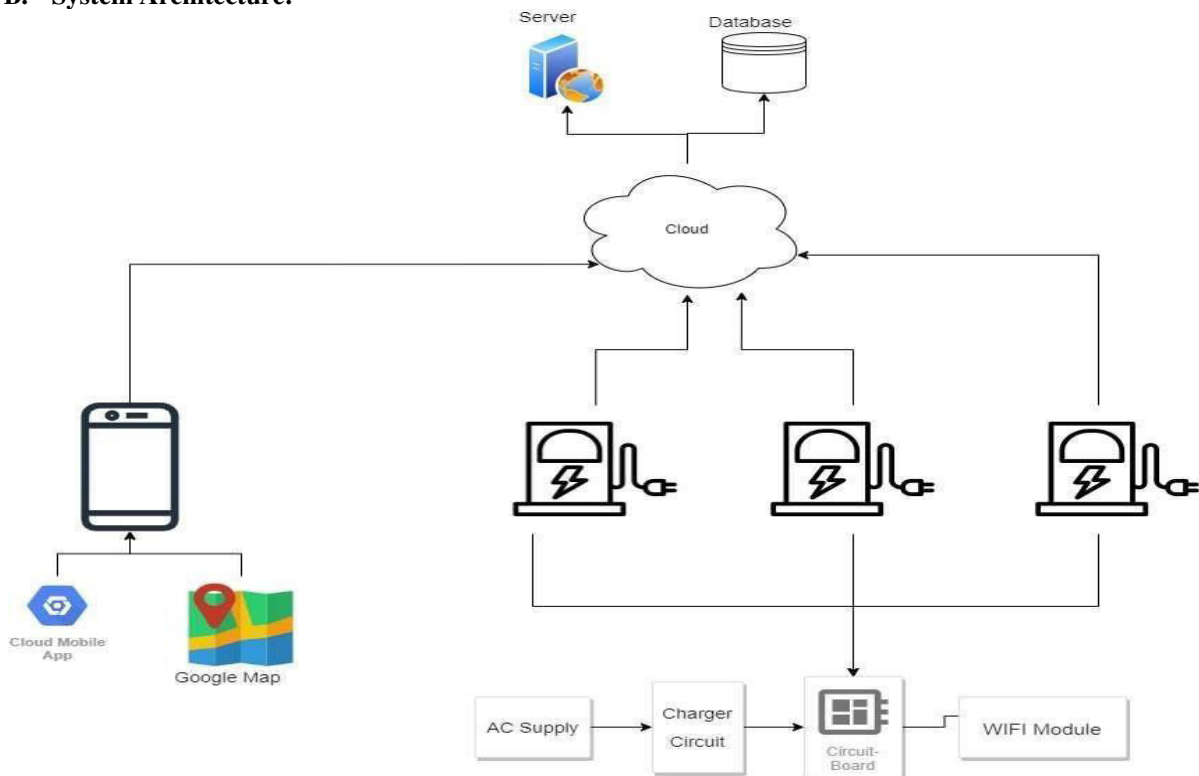 B. System Architecture:
Server
Database
Cloud
Cloud Mobile
App
Google Map
AC Supply
Charger
Circuit
Circuit-
Board
WIFI Module